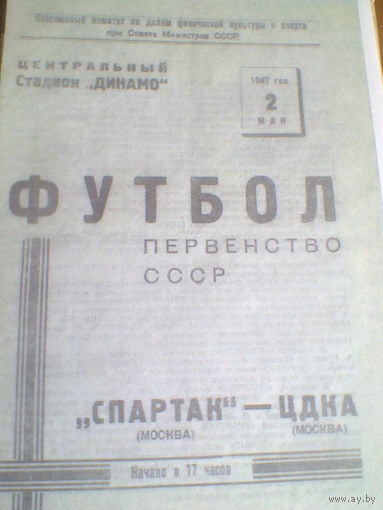 Всесоюзный комитет по делам физической культуры и спорта
при Совете Министров СССР
ЦЕНТРАЛЬНЫЙ
Стадион „ДИНАМО“
1947 год
2
МАЯ
ФУТБОЛ
ПЕРВЕНСТВО
СССР
„СПАРТАК“ — ЦДКА
(МОСКВА) (МОСКВА)
Начало в 17 часов
www.ay.by